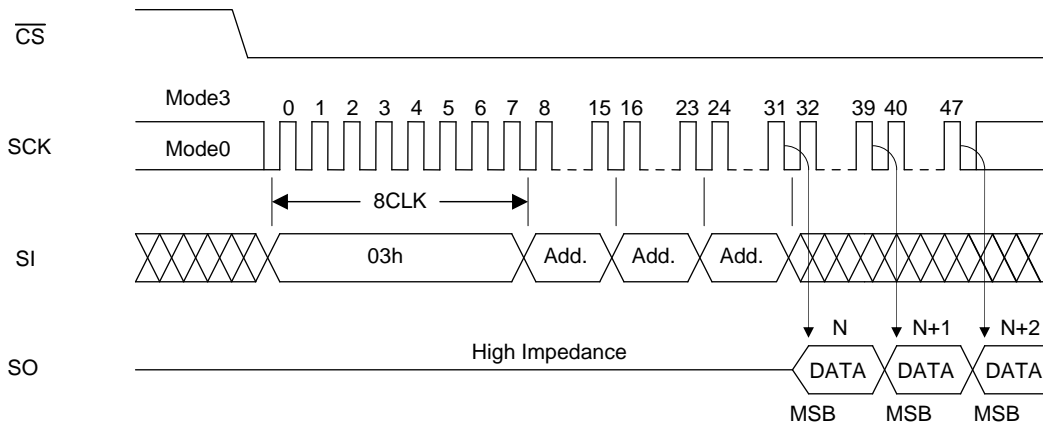 CS
Mode3
0 1 2 3 4 5 6 7 8 15 16 23 24 31 32 39 40 47
SCK
Mode0
8CLK
SI
03h Add. Add. Add.
N N+1 N+2
High Impedance
SO
DATA DATA DATA
MSB MSB MSB